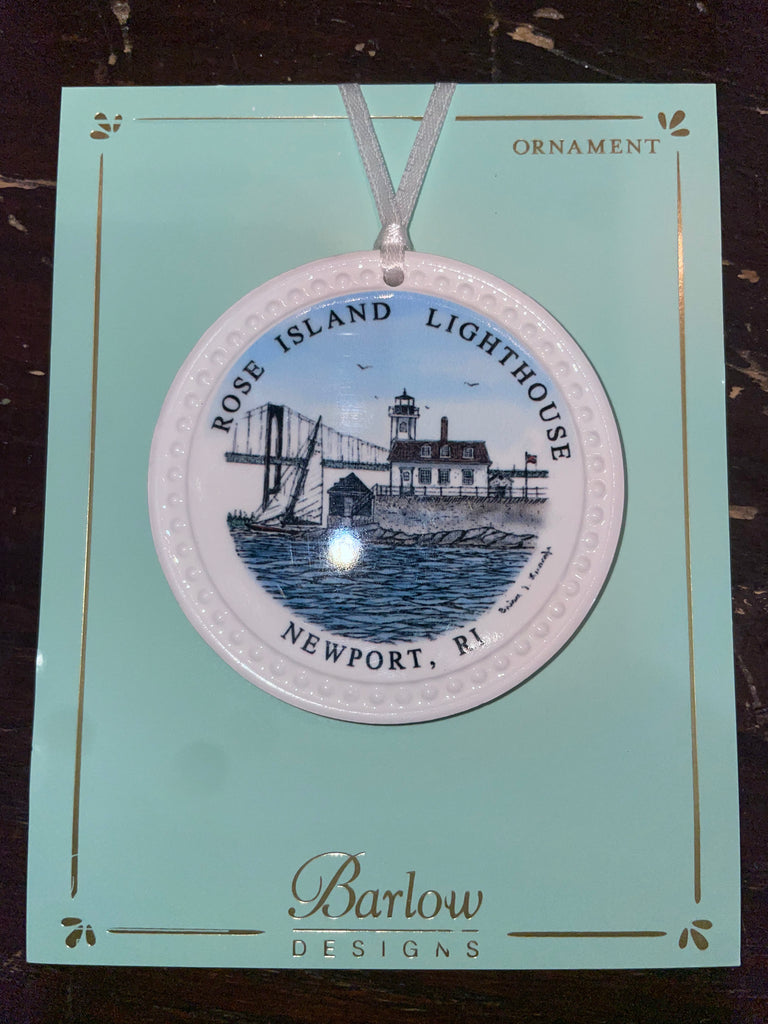 ORNAMENT
ROSE ISLAND LIGHTHOUSE
NEWPORT, RI
Barlow
DESIGNS